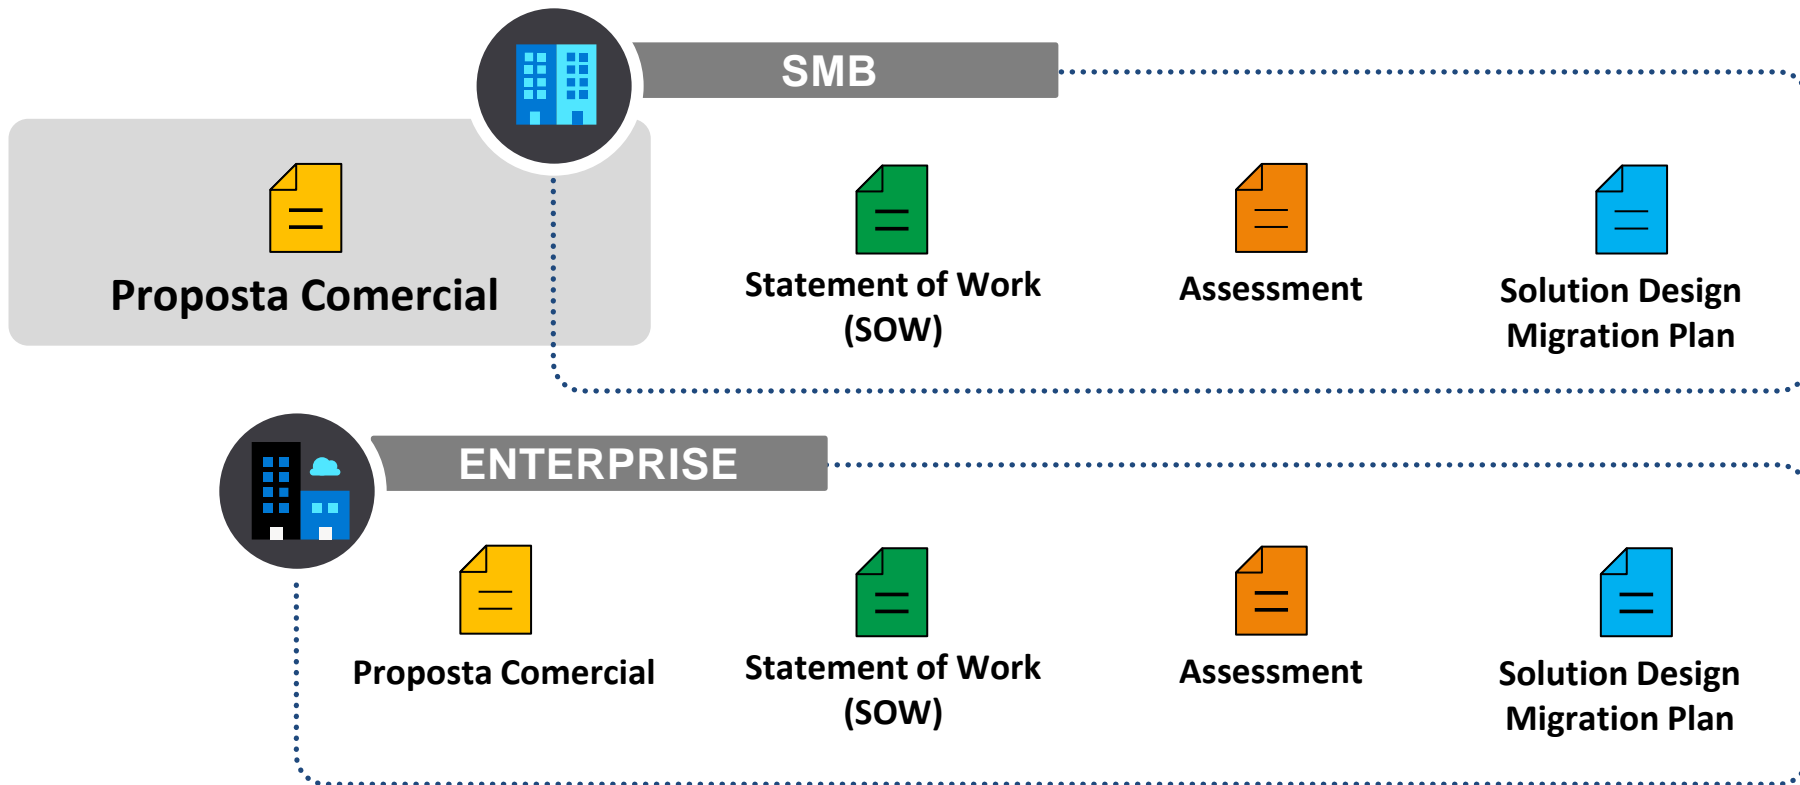 SMB
Proposta Comercial
Statement of Work
(SOW)
Assessment
Solution Design
Migration Plan
ENTERPRISE
Proposta Comercial
Statement of Work
(SOW)
Assessment
Solution Design
Migration Plan